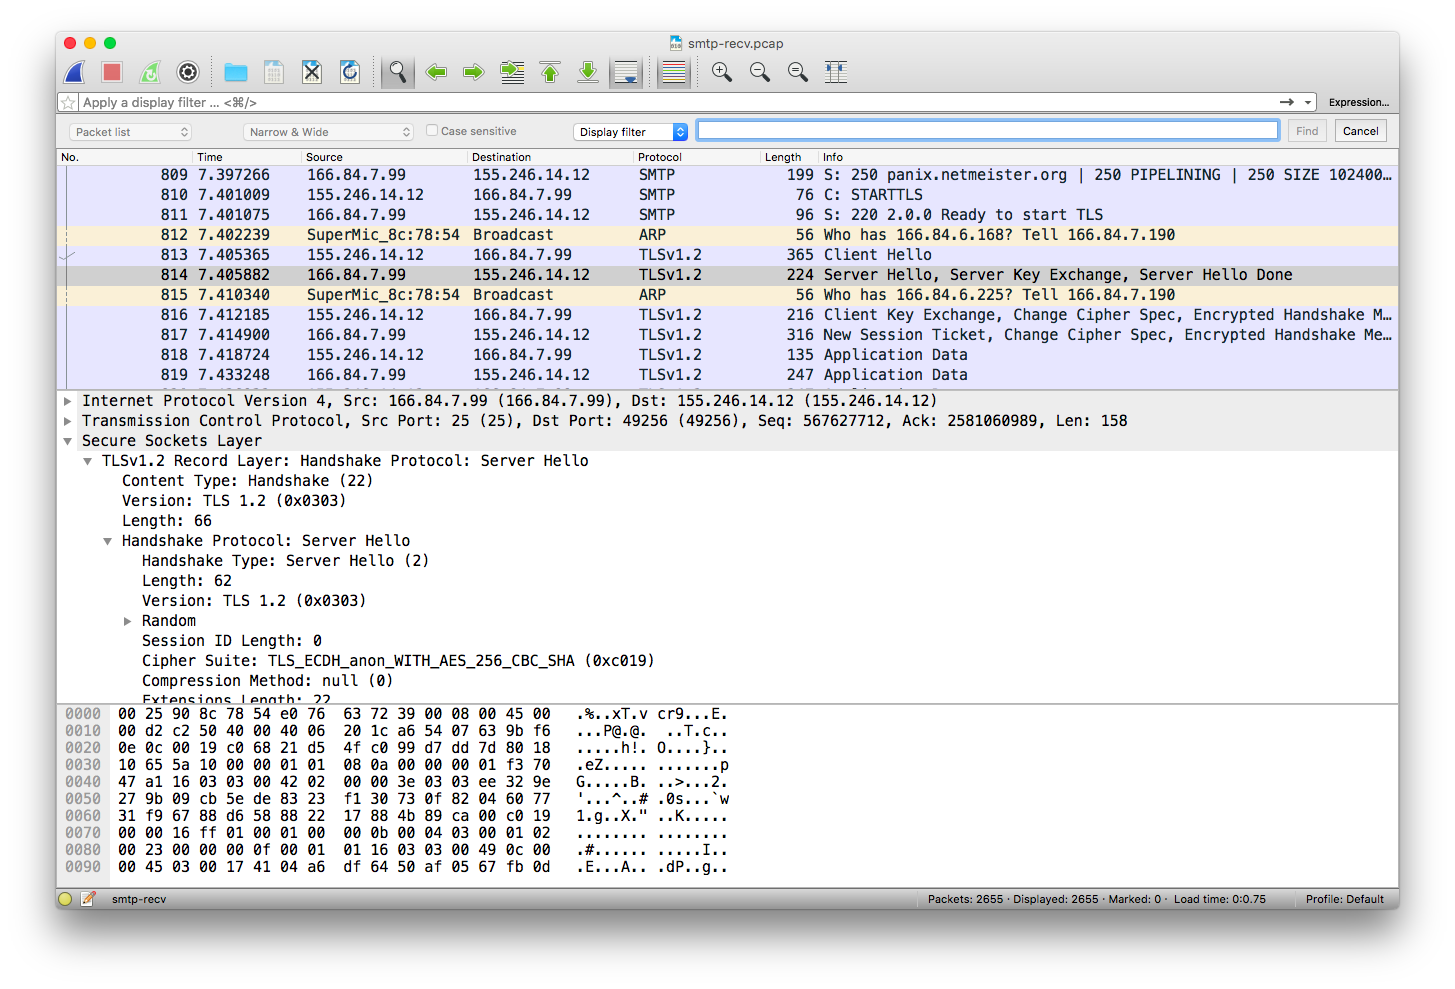 smtp-recv.pcap
Apply a display filter ... <⌘/>
Expression...
Packet list Narrow & Wide Case sensitive Display filter Find Cancel
No. Time Source Destination Protocol Length Info
809 7.397266 166.84.7.99 155.246.14.12 SMTP 199 S: 250 panix.netmeister.org | 250 PIPELINING | 250 SIZE 102400...
810 7.401009 155.246.14.12 166.84.7.99 SMTP 76 C: STARTTLS
811 7.401075 166.84.7.99 155.246.14.12 SMTP 96 S: 220 2.0.0 Ready to start TLS
812 7.402239 SuperMic_8c:78:54 Broadcast ARP 56 Who has 166.84.6.168? Tell 166.84.7.190
813 7.405365 155.246.14.12 166.84.7.99 TLSv1.2 365 Client Hello
814 7.405882 166.84.7.99 155.246.14.12 TLSv1.2 224 Server Hello, Server Key Exchange, Server Hello Done
815 7.410340 SuperMic_8c:78:54 Broadcast ARP 56 Who has 166.84.6.225? Tell 166.84.7.190
816 7.412185 155.246.14.12 166.84.7.99 TLSv1.2 216 Client Key Exchange, Change Cipher Spec, Encrypted Handshake M...
817 7.414900 166.84.7.99 155.246.14.12 TLSv1.2 316 New Session Ticket, Change Cipher Spec, Encrypted Handshake Me...
818 7.418724 155.246.14.12 166.84.7.99 TLSv1.2 135 Application Data
819 7.433248 166.84.7.99 155.246.14.12 TLSv1.2 247 Application Data
Internet Protocol Version 4, Src: 166.84.7.99 (166.84.7.99), Dst: 155.246.14.12 (155.246.14.12)
Transmission Control Protocol, Src Port: 25 (25), Dst Port: 49256 (49256), Seq: 567627712, Ack: 2581060989, Len: 158
Secure Sockets Layer
TLSv1.2 Record Layer: Handshake Protocol: Server Hello
Content Type: Handshake (22)
Version: TLS 1.2 (0x0303)
Length: 66
Handshake Protocol: Server Hello
Handshake Type: Server Hello (2)
Length: 62
Version: TLS 1.2 (0x0303)
Random
Session ID Length: 0
Cipher Suite: TLS_ECDH_anon_WITH_AES_256_CBC_SHA (0xc019)
Compression Method: null (0)
Extensions Length: 22
0000 00 25 90 8c 78 54 e0 76 63 72 39 00 08 00 45 00 .%..xT.v cr9...E.
0010 00 d2 c2 50 40 00 40 06 20 1c a6 54 07 63 9b f6 ...P@.@. ..T.c..
0020 0e 0c 00 19 c0 68 21 d5 4f c0 99 d7 dd 7d 80 18 .....h!. O....}..
0030 10 65 5a 10 00 00 01 01 08 0a 00 00 00 01 f3 70 .eZ..... .......p
0040 47 a1 16 03 03 00 42 02 00 00 3e 03 03 ee 32 9e G.....B. ..>...2.
0050 27 9b 09 cb 5e de 83 23 f1 30 73 0f 82 04 60 77 '...^..# .0s...`w
0060 31 f9 67 88 d6 58 88 22 17 88 4b 89 ca 00 c0 19 1.g..X." ..K.....
0070 00 00 16 ff 01 00 01 00 00 0b 00 04 03 00 01 02 ........ ........
0080 00 23 00 00 00 0f 00 01 01 16 03 03 00 49 0c 00 .#...... .....I..
0090 00 45 03 00 17 41 04 a6 df 64 50 af 05 67 fb 0d .E...A.. .dP..g..
smtp-recv Packets: 2655 · Displayed: 2655 · Marked: 0 · Load time: 0:0.75 Profile: Default